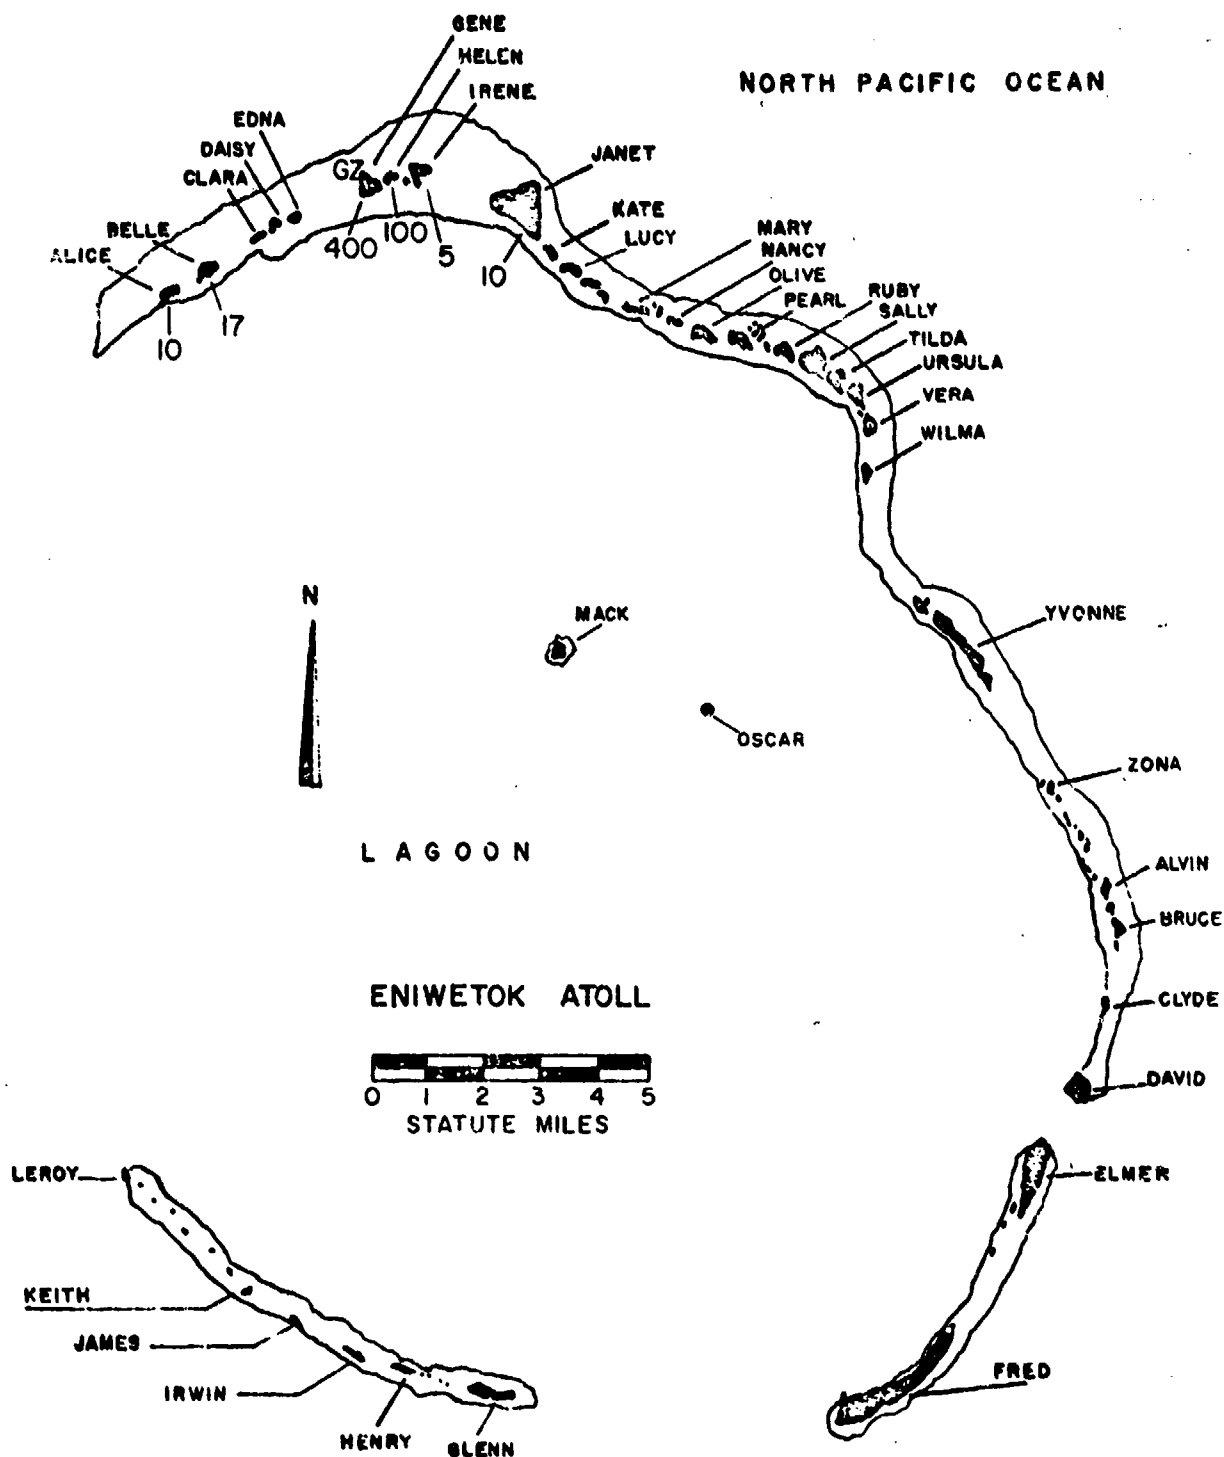 GENE
HELEN
IRENE
NORTH PACIFIC OCEAN
EDNA
DAISY
CLARA
BELLE
ALICE
GZ
JANET
KATE
LUCY
MARY
NANCY
OLIVE
PEARL
RUBY
SALLY
TILDA
URSULA
VERA
WILMA
400
100
5
10
17
10
N
MACK
OSCAR
YVONNE
ZONA
LAGOON
ALVIN
BRUCE
CLYDE
DAVID
ENIWETOK ATOLL
0 1 2 3 4 5
STATUTE MILES
LEROY
ELMER
KEITH
JAMES
IRWIN
HENRY
GLENN
FRED